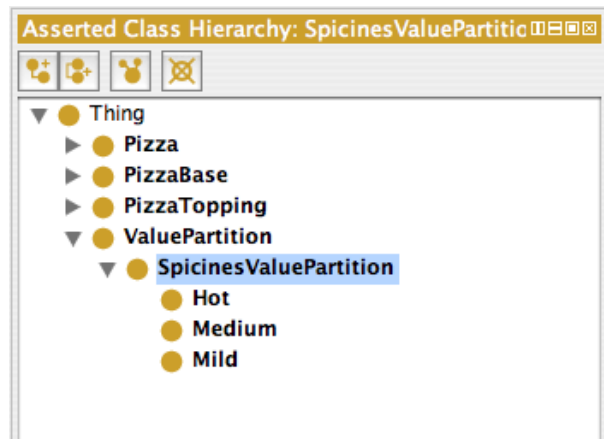 Asserted Class Hierarchy: SpicinesValuePartitic
Thing
Pizza
PizzaBase
PizzaTopping
ValuePartition
SpicinesValuePartition
Hot
Medium
Mild